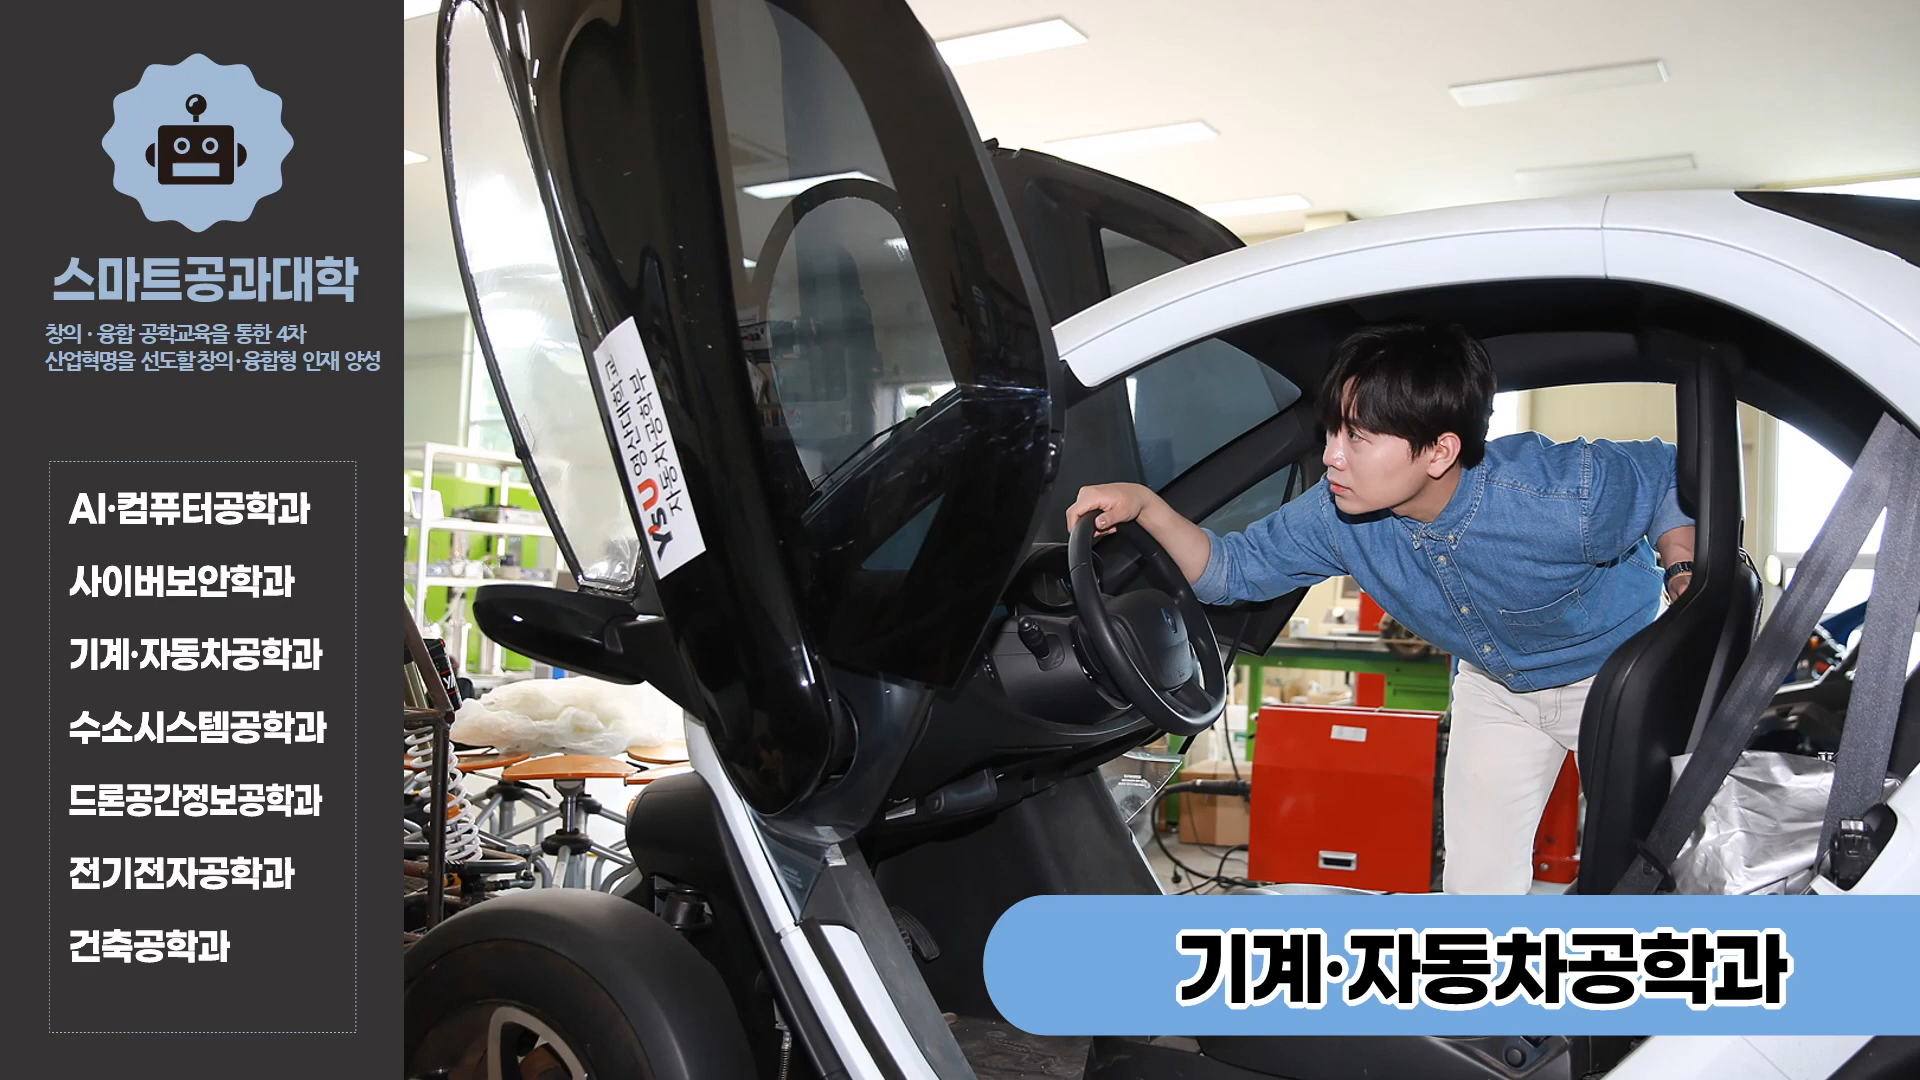 스마트공과대학
창의·융합 공학교육을 통한 4차
산업혁명을 선도할 창의·융합형 인재 양성
AI·컴퓨터공학과
사이버보안학과
기계·자동차공학과
수소시스템공학과
드론공간정보공학과
전기전자공학과
건축공학과
YSU 영산대학교
자동차공학부
기계·자동차공학과